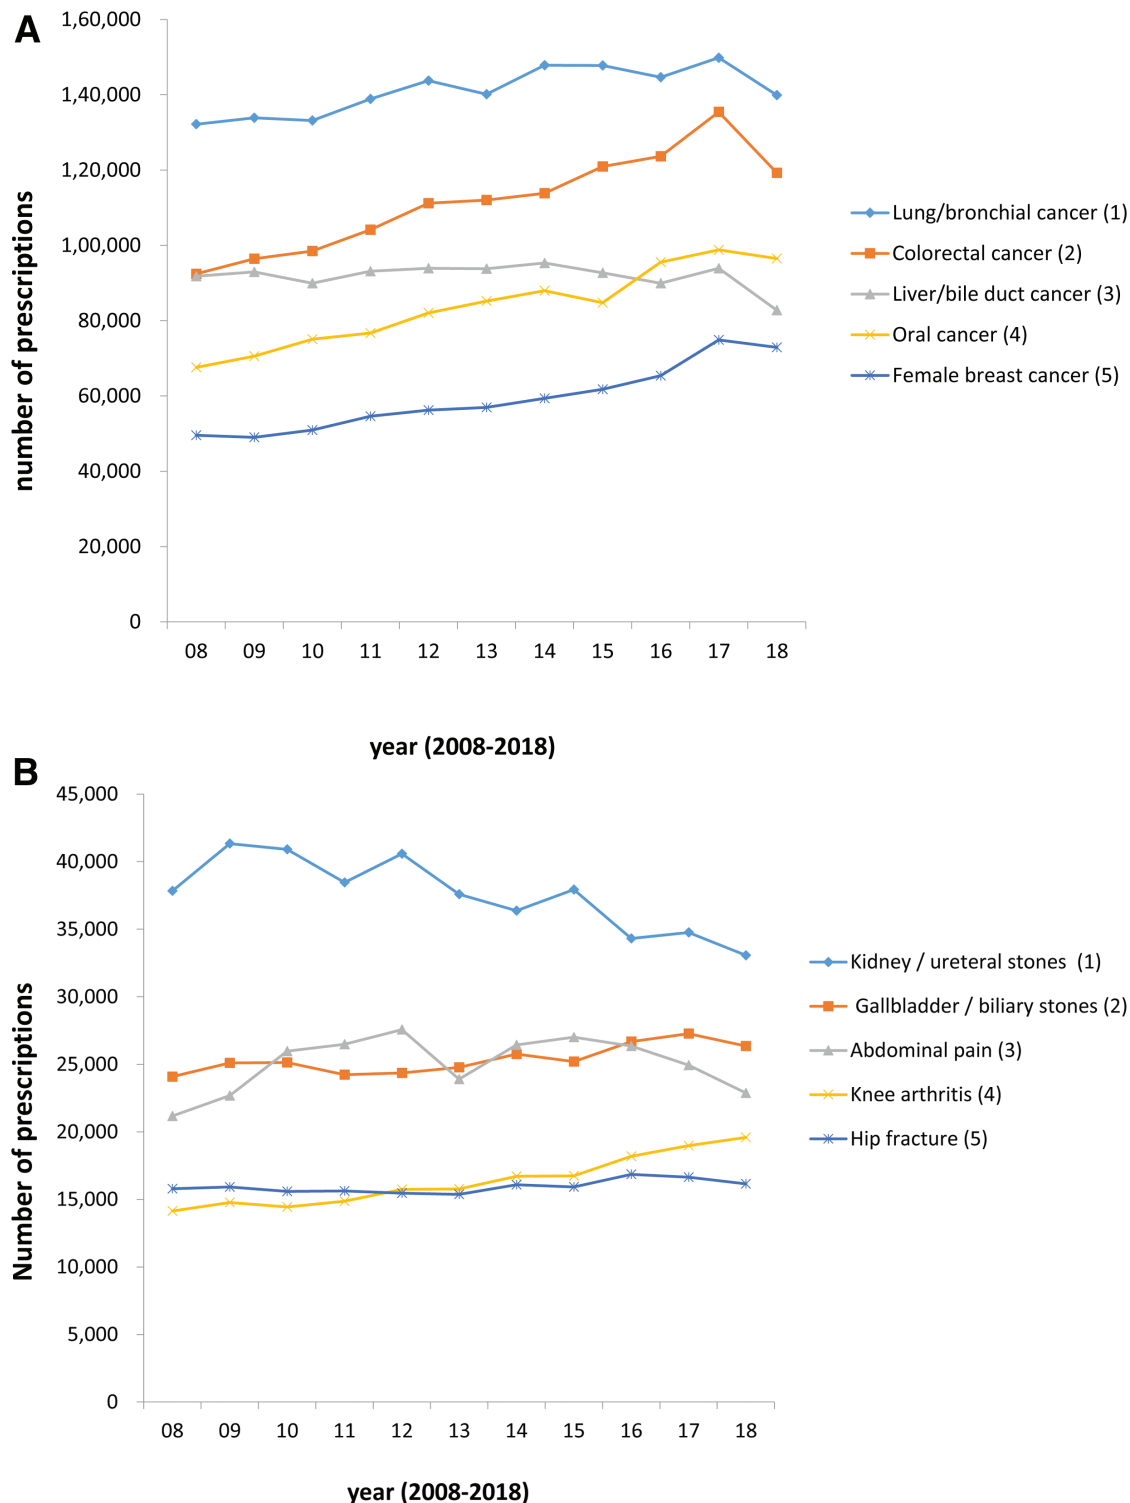 A
1,60,000
1,40,000
1,20,000
1,00,000
80,000
60,000
40,000
20,000
0
number of prescriptions
08 09 10 11 12 13 14 15 16 17 18
year (2008-2018)
Lung/bronchial cancer (1)
Colorectal cancer (2)
Liver/bile duct cancer (3)
Oral cancer (4)
Female breast cancer (5)
B
45,000
40,000
35,000
30,000
25,000
20,000
15,000
10,000
5,000
0
Number of prescriptions
08 09 10 11 12 13 14 15 16 17 18
year (2008-2018)
Kidney / ureteral stones (1)
Gallbladder / biliary stones (2)
Abdominal pain (3)
Knee arthritis (4)
Hip fracture (5)